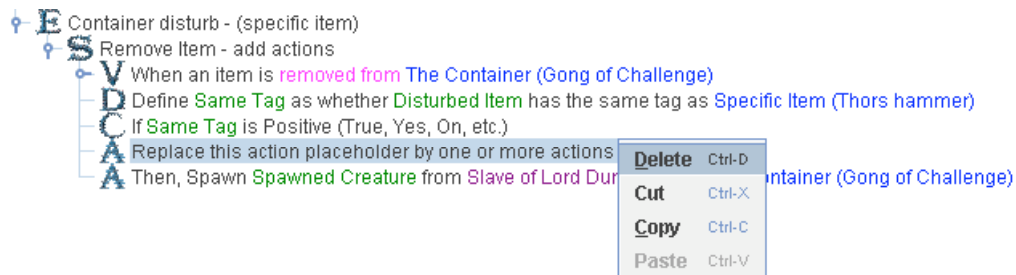 E Container disturb - (specific item)
S Remove Item - add actions
V When an item is removed from The Container (Gong of Challenge)
D Define Same Tag as whether Disturbed Item has the same tag as Specific Item (Thors hammer)
C If Same Tag is Positive (True, Yes, On, etc.)
A Replace this action placeholder by one or more actions
A Then, Spawn Spawned Creature from Slave of Lord Dur ntainer (Gong of Challenge)
Delete Ctrl-D
Cut Ctrl-X
Copy Ctrl-C
Paste Ctrl-V